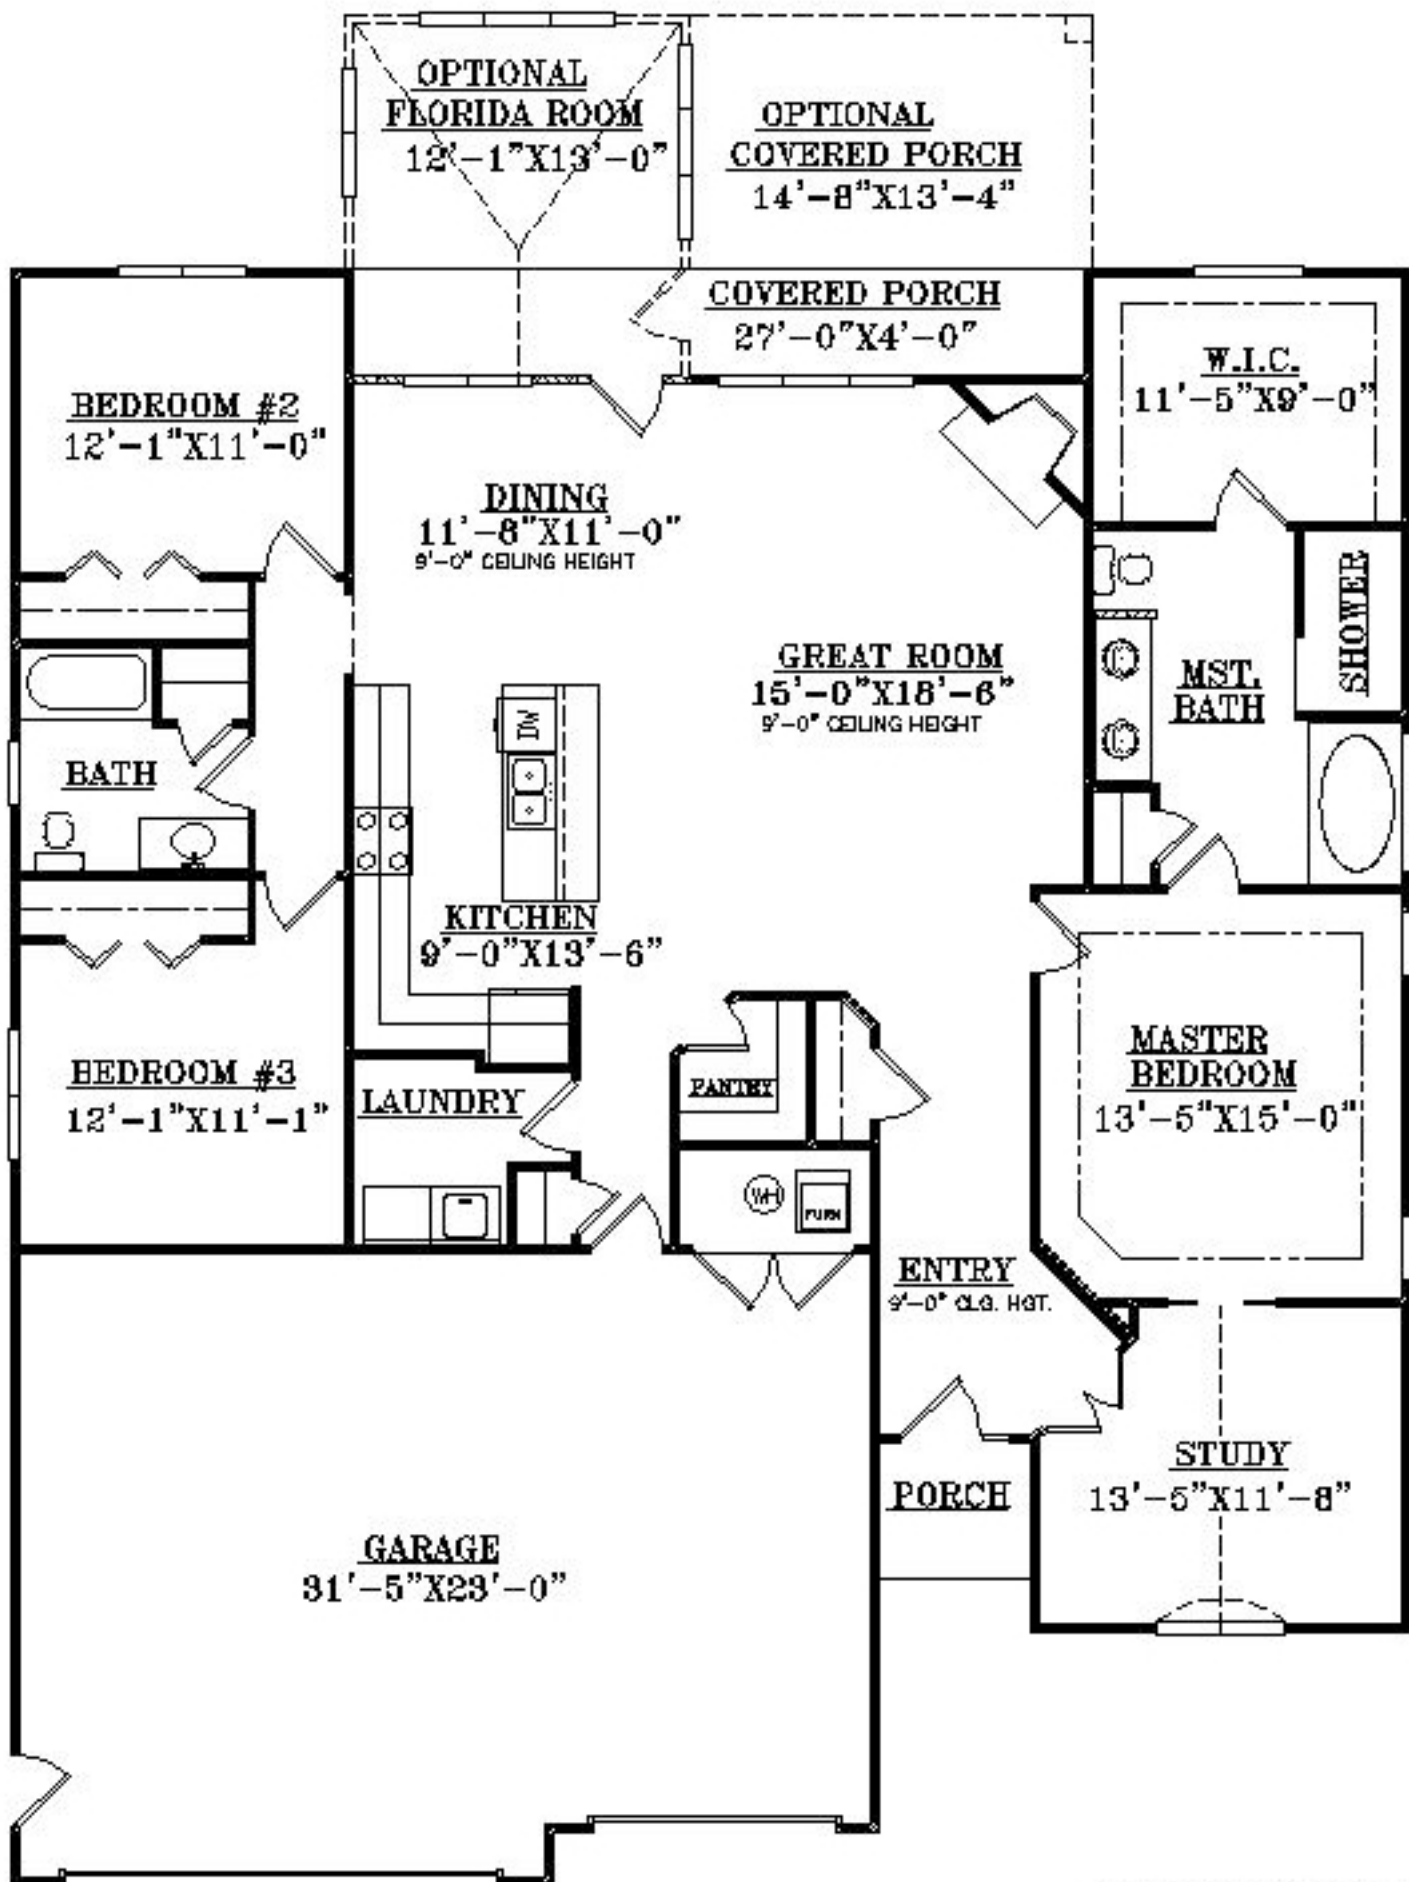 OPTIONAL
FLORIDA ROOM
12'-1"X13'-0"
OPTIONAL
COVERED PORCH
14'-8"X13'-4"
COVERED PORCH
27'-0"X4'-0"
W.I.C.
11'-5"X9'-0"
BEDROOM #2
12'-1"X11'-0"
DINING
11'-8"X11'-0"
9'-0" CEILING HEIGHT
SHOWER
GREAT ROOM
15'-0"X18'-6"
9'-0" CEILING HEIGHT
MST.
BATH
DW
BATH
KITCHEN
9'-0"X13'-6"
MASTER
BEDROOM
13'-5"X15'-0"
BEDROOM #3
12'-1"X11'-1"
LAUNDRY
PANTRY
WH
FURN
ENTRY
9'-0" CLG. HGT.
STUDY
13'-5"X11'-8"
PORCH
GARAGE
31'-5"X23'-0"